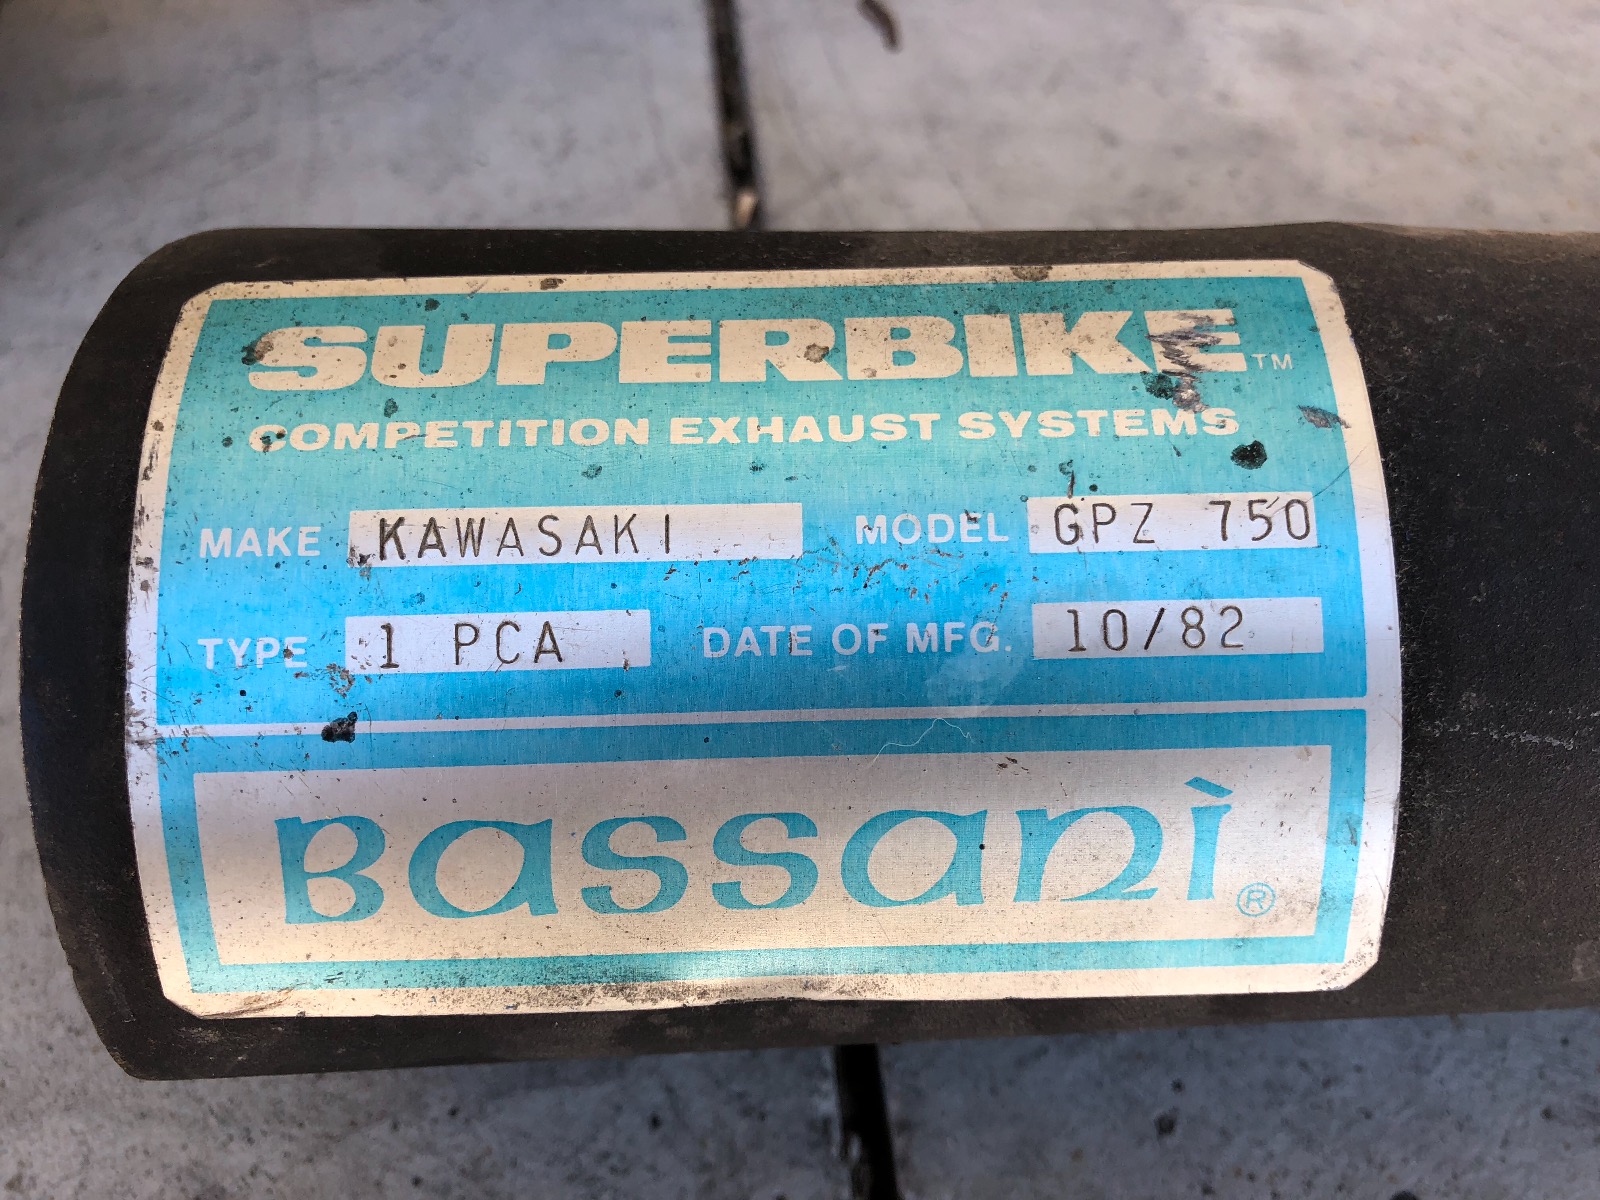 SUPERBIKE™
COMPETITION EXHAUST SYSTEMS
MAKE KAWASAKI MODEL GPZ 750
TYPE 1 PCA DATE OF MFG. 10/82
Bassanì®